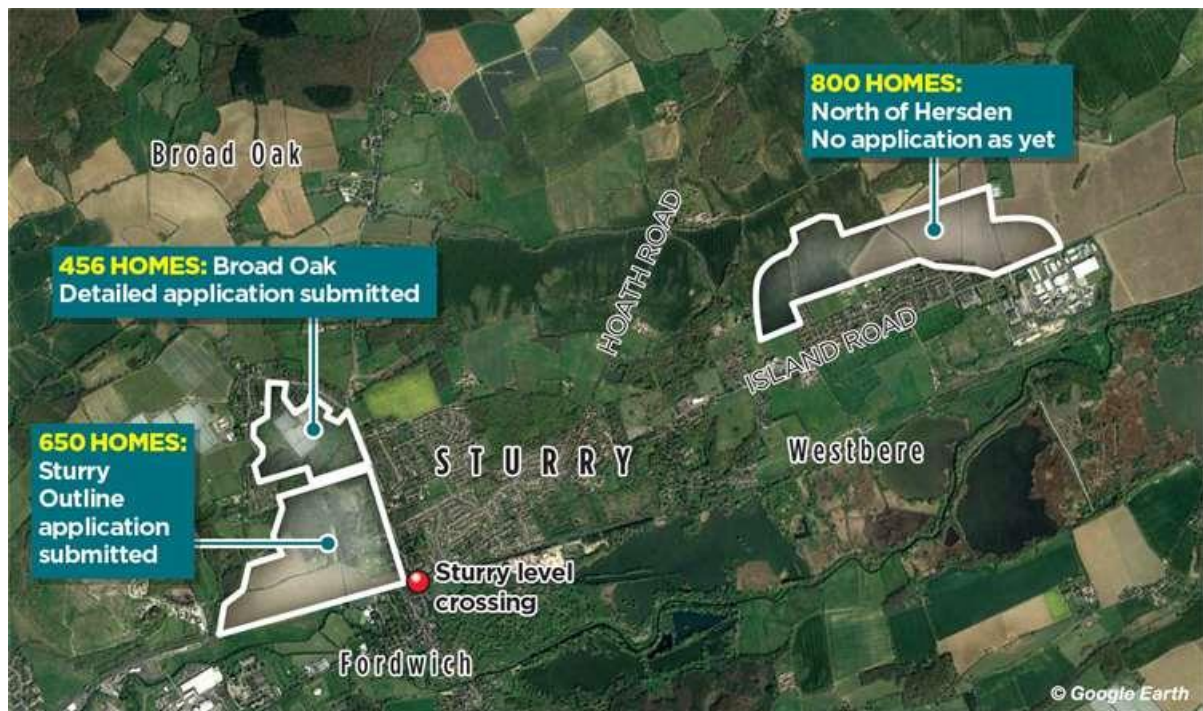 800 HOMES:
North of Hersden
No application as yet
Broad Oak
HOATH ROAD
456 HOMES: Broad Oak
Detailed application submitted
ISLAND ROAD
650 HOMES:
Sturry
Outline
application
submitted
STURRY
Westbere
Sturry level
crossing
Fordwich
© Google Earth